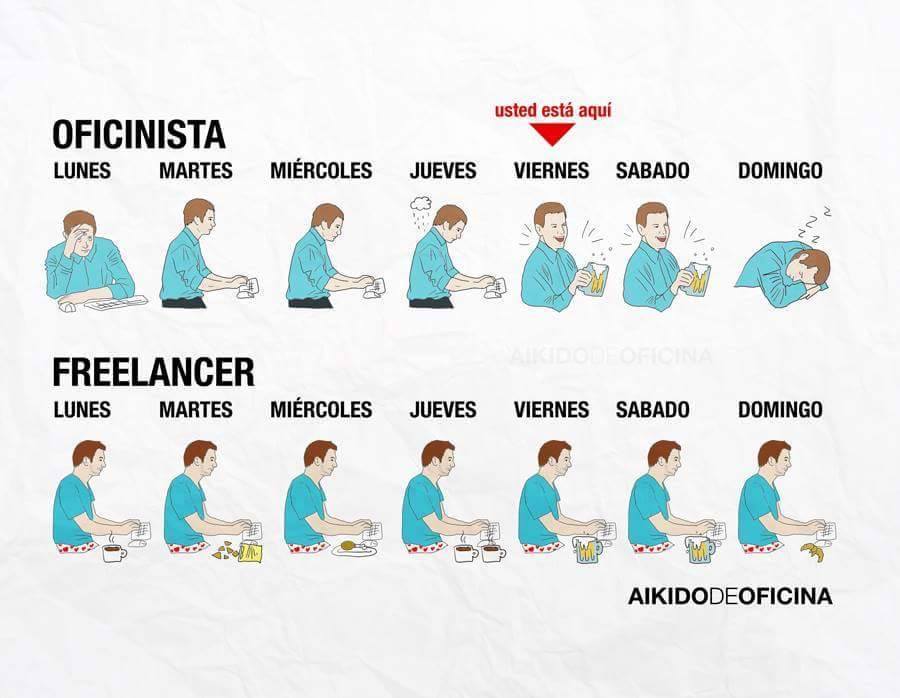 usted está aquí
OFICINISTA
LUNES MARTES MIÉRCOLES JUEVES VIERNES SABADO DOMINGO
Z Z Z Z
AIKIDODEOFICINA
FREELANCER
LUNES MARTES MIÉRCOLES JUEVES VIERNES SABADO DOMINGO
AIKIDODEOFICINA